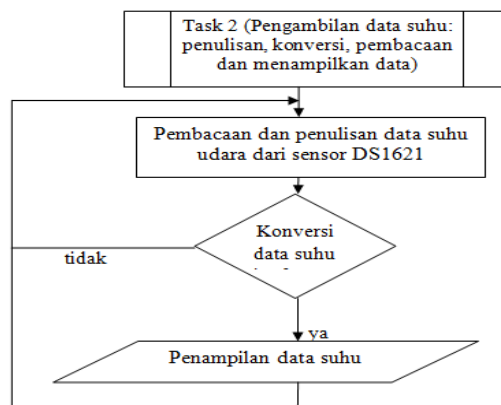 Task 2 (Pengambilan data suhu:
penulisan, konversi, pembacaan
dan menampilkan data)
Pembacaan dan penulisan data suhu
udara dari sensor DS1621
Konversi
data suhu
tidak
ya
Penampilan data suhu